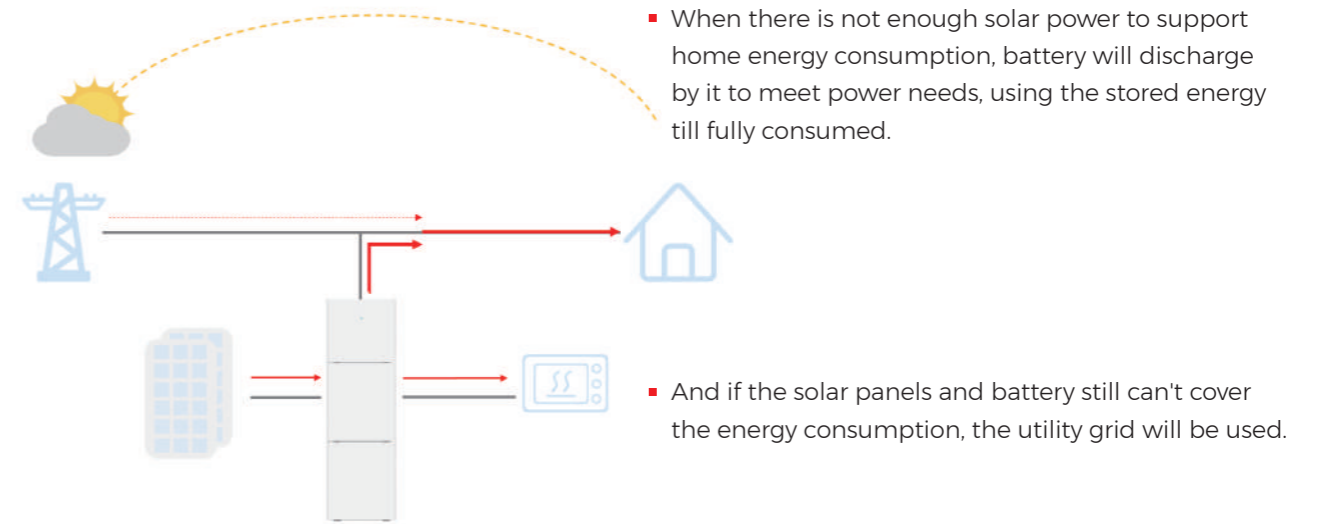 When there is not enough solar power to support
home energy consumption, battery will discharge
by it to meet power needs, using the stored energy
till fully consumed.
And if the solar panels and battery still can't cover
the energy consumption, the utility grid will be used.